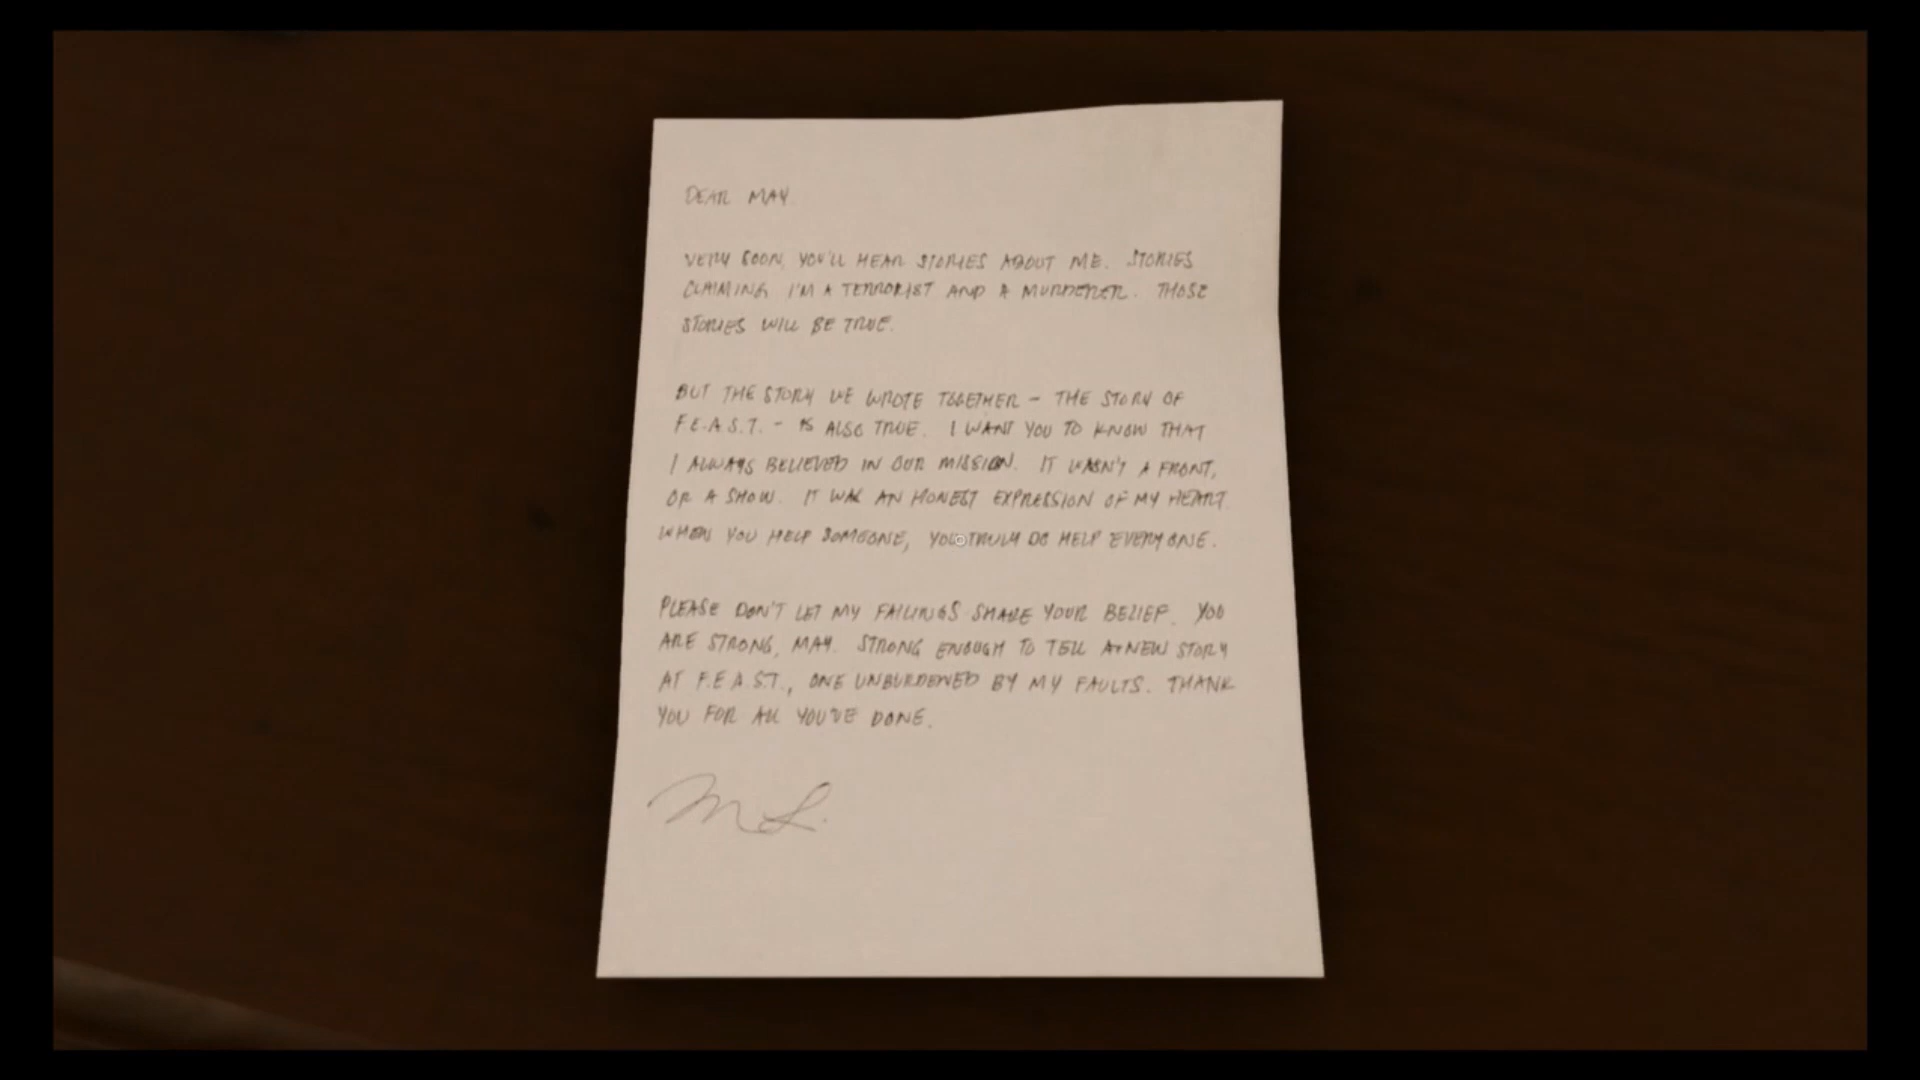 DEAR MAY
VERY SOON, YOU'LL HEAR STORIES ABOUT ME. STORIES
CLAIMING I'M A TERRORIST AND A MURDERER. THOSE
STORIES WILL BE TRUE.
BUT THE STORY WE WROTE TOGETHER - THE STORY OF
F.E.A.S.T. - IS ALSO TRUE. I WANT YOU TO KNOW THAT
I ALWAYS BELIEVED IN OUR MISSION. IT WASN'T A FRONT,
OR A SHOW. IT WAS AN HONEST EXPRESSION OF MY HEART.
WHEN YOU HELP SOMEONE, YOU TRULY DO HELP EVERYONE.
PLEASE DON'T LET MY FAILINGS SHAKE YOUR BELIEF. YOU
ARE STRONG, MAY. STRONG ENOUGH TO TELL A NEW STORY
AT F.E.A.S.T., ONE UNBURDENED BY MY FAULTS. THANK
YOU FOR ALL YOU'VE DONE.
M L.